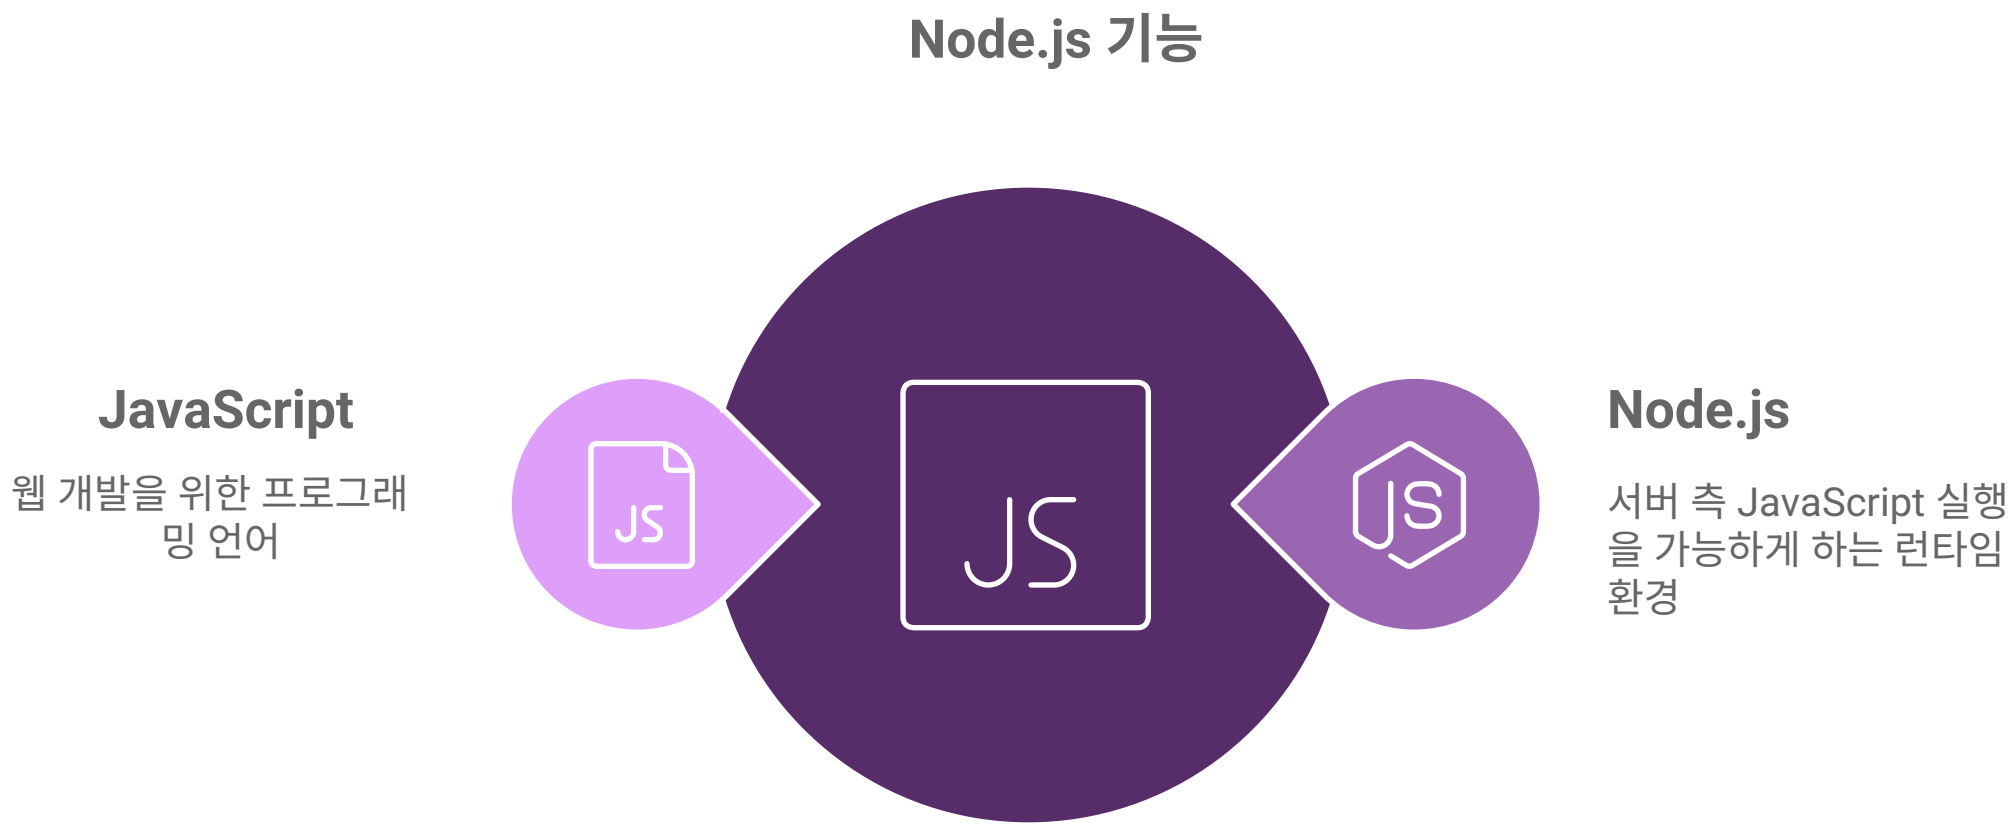 Node.js 기능
JavaScript
웹 개발을 위한 프로그래
밍 언어
JS
JS
JS
Node.js
서버 측 JavaScript 실행
을 가능하게 하는 런타임
환경